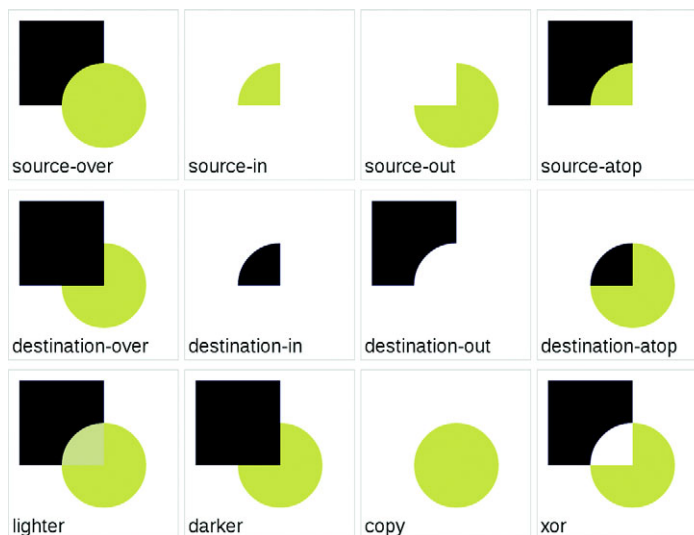 source-over
source-in
source-out
source-atop
destination-over
destination-in
destination-out
destination-atop
lighter
darker
copy
xor